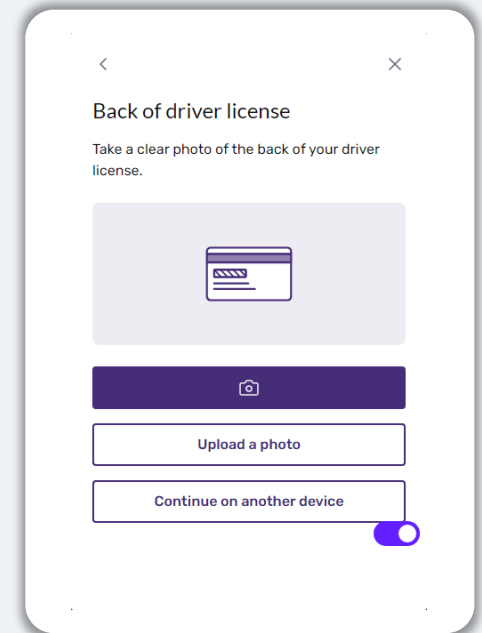 Back of driver license
Take a clear photo of the back of your driver
license.
Upload a photo
Continue on another device